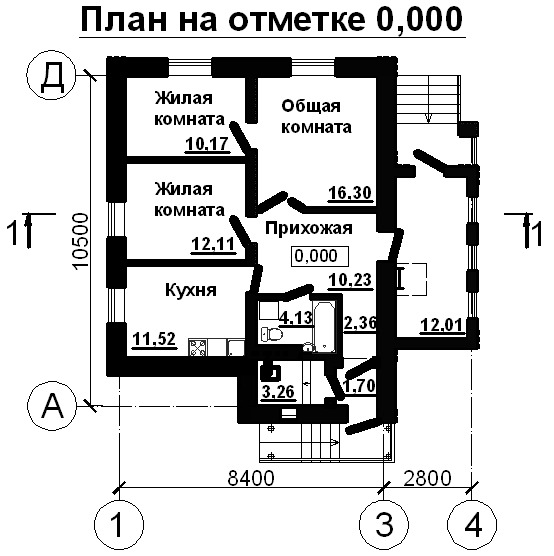 План на отметке 0,000
Д
Жилая
комната
10.17
Общая
комната
16.30
Жилая
комната
12.11
Прихожая
0,000
10.23
1
1
10500
Кухня
11.52
4.13
2.36
12.01
3.26
1.70
А
8400
2800
1
3
4